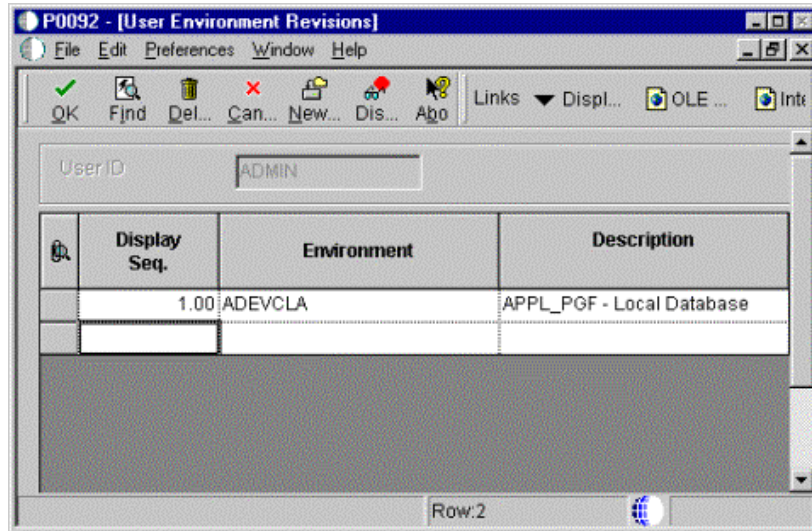 P0092 - [User Environment Revisions]
File Edit Preferences Window Help
OK Find Del... Can... New... Dis... Abo Links Displ... OLE ... Inte
User ID ADMIN
Display Seq. Environment Description
1.00 ADEVCLA APPL_PGF - Local Database
Row:2